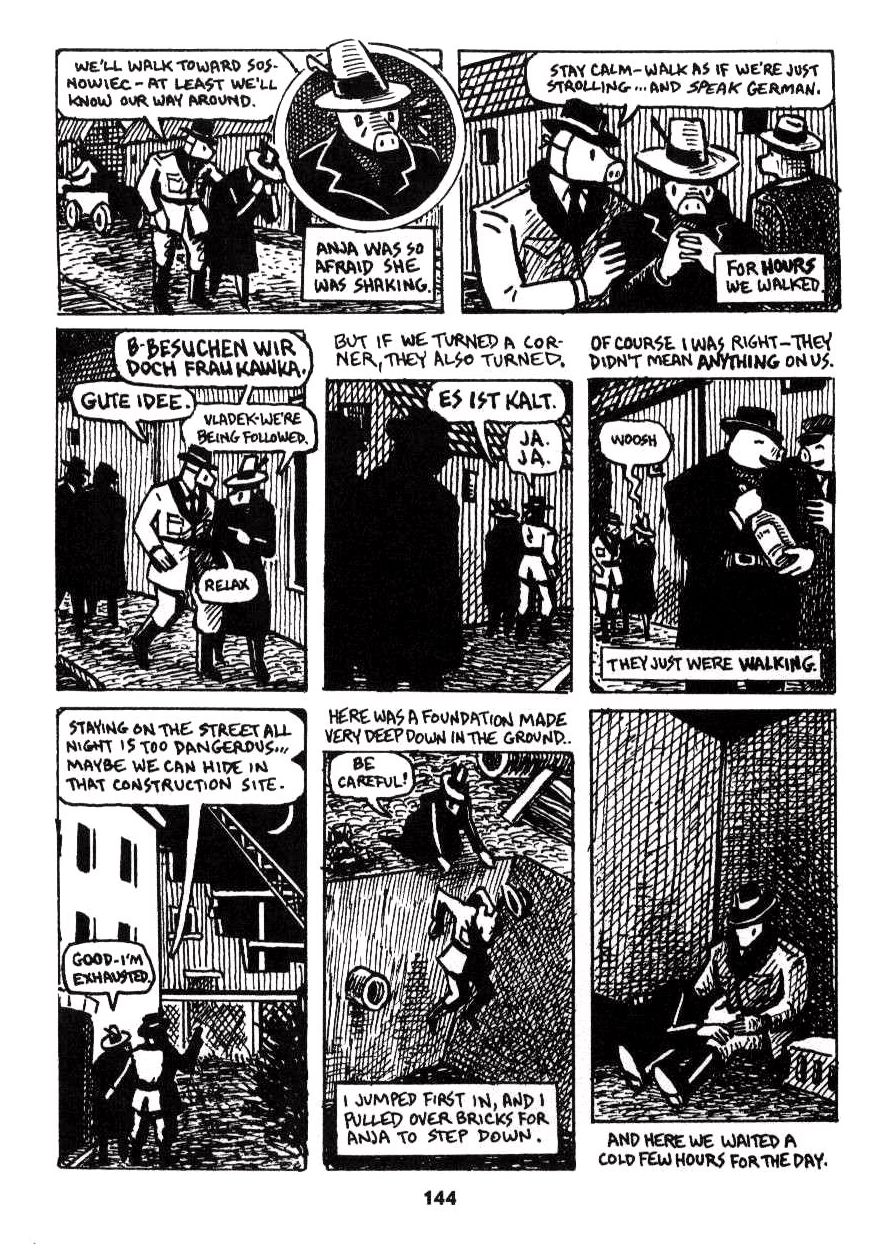 WE'LL WALK TOWARD SOS-
NOWIEC - AT LEAST WE'LL
KNOW OUR WAY AROUND.
ANJA WAS SO
AFRAID SHE
WAS SHAKING.
STAY CALM-WALK AS IF WE'RE JUST
STROLLING...AND SPEAK GERMAN.
FOR HOURS
WE WALKED.
B-BESUCHEN WIR
DOCH FRAU KAWKA.
GUTE IDEE.
VLADEK-WE'RE
BEING FOLLOWED.
RELAX
BUT IF WE TURNED A COR-
NER, THEY ALSO TURNED.
ES IST KALT.
JA.
JA.
OF COURSE I WAS RIGHT-THEY
DIDN'T MEAN ANYTHING ON US.
WOOSH
THEY JUST WERE WALKING.
STAYING ON THE STREET ALL
NIGHT IS TOO DANGEROUS...
MAYBE WE CAN HIDE IN
THAT CONSTRUCTION SITE.
GOOD-I'M
EXHAUSTED.
HERE WAS A FOUNDATION MADE
VERY DEEP DOWN IN THE GROUND..
BE
CAREFUL!
I JUMPED FIRST IN, AND I
PULLED OVER BRICKS FOR
ANJA TO STEP DOWN.
AND HERE WE WAITED A
COLD FEW HOURS FOR THE DAY.
144